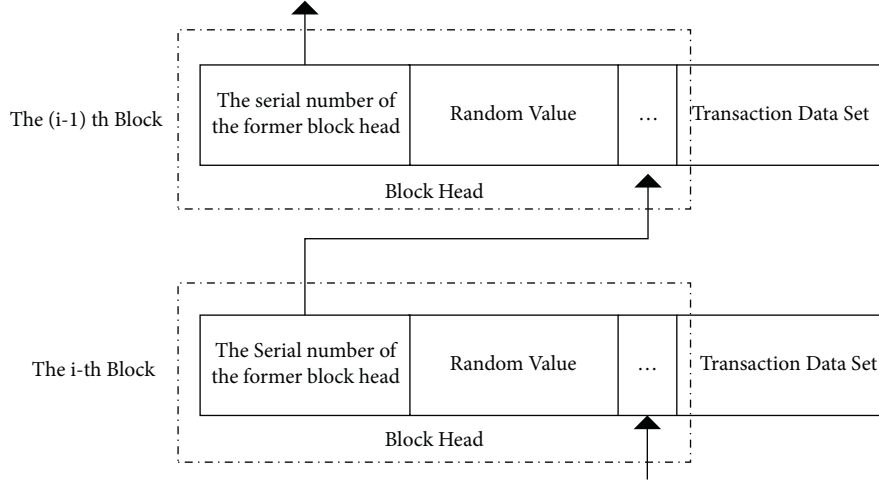 The (i-1) th Block
The serial number of
the former block head
Random Value
...
Transaction Data Set
Block Head
The i-th Block
The Serial number of
the former block head
Random Value
...
Transaction Data Set
Block Head